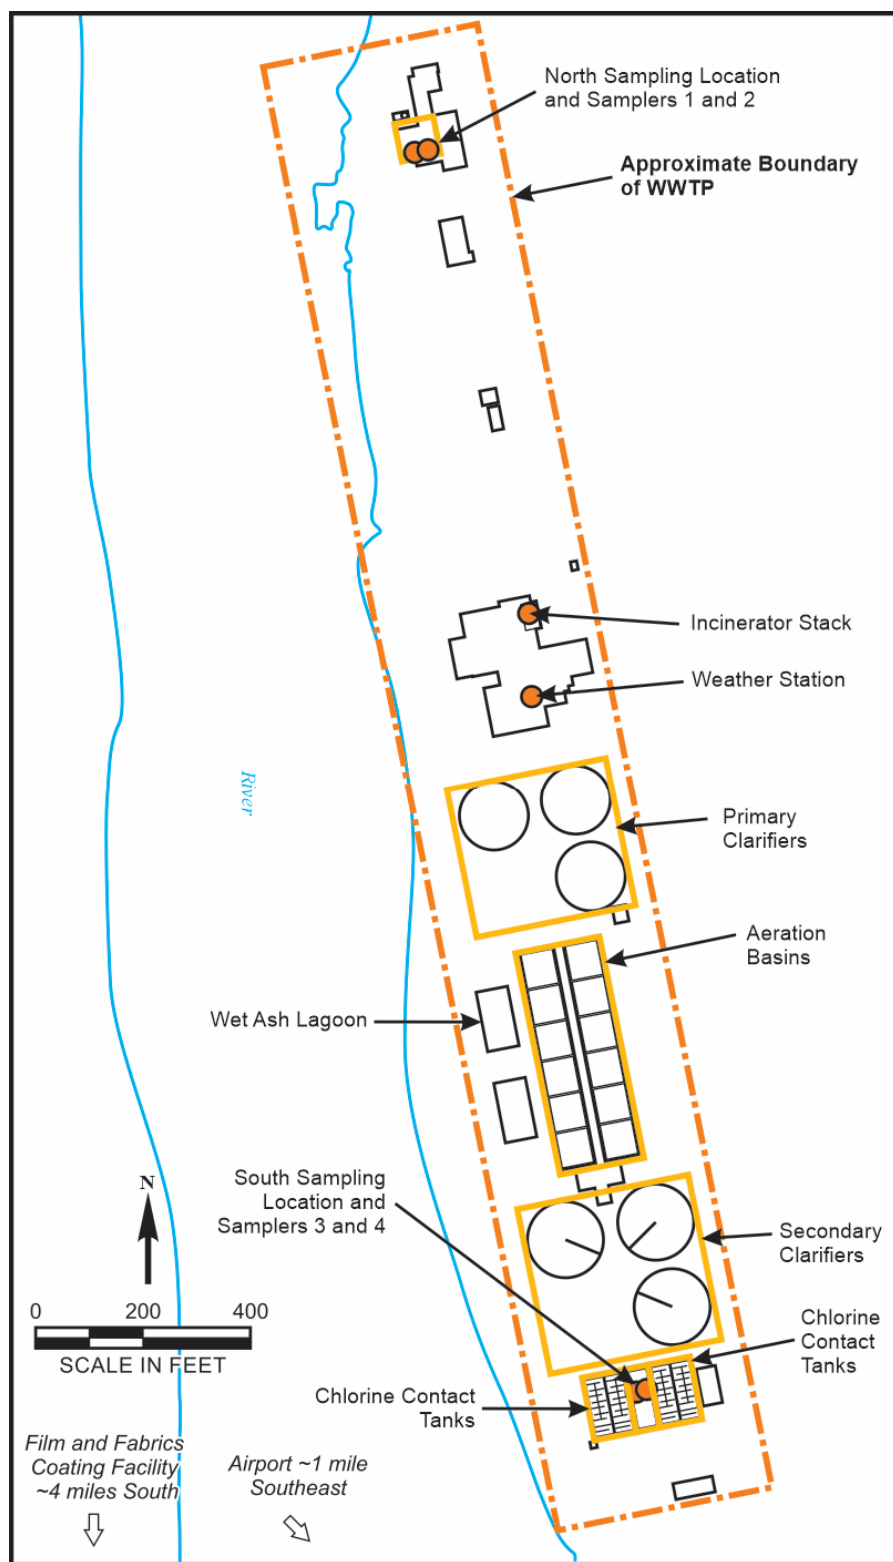 North Sampling Location
and Samplers 1 and 2
Approximate Boundary
of WWTP
Incinerator Stack
Weather Station
River
Primary
Clarifiers
Aeration
Basins
Wet Ash Lagoon
South Sampling
Location and
Samplers 3 and 4
N
Secondary
Clarifiers
0 200 400
SCALE IN FEET
Chlorine
Contact
Tanks
Chlorine Contact
Tanks
Film and Fabrics
Coating Facility
~4 miles South
Airport ~1 mile
Southeast